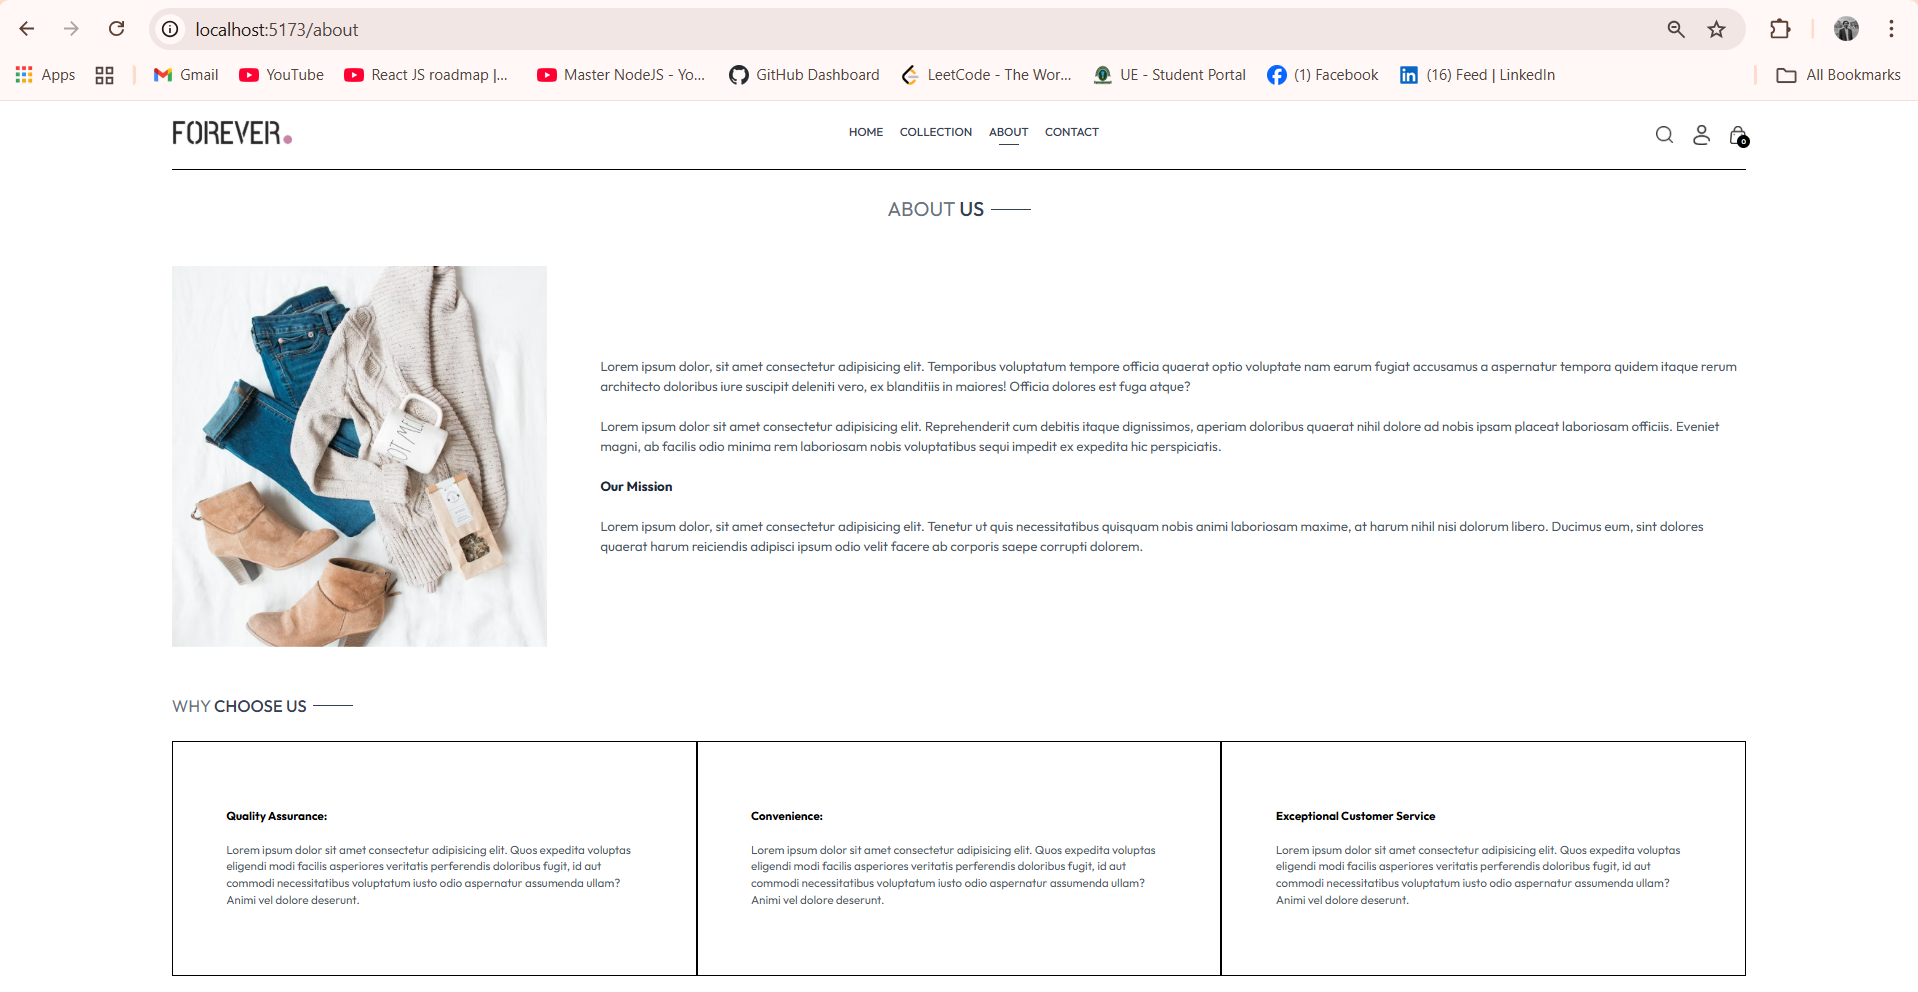 localhost:5173/about
Apps Gmail YouTube React JS roadmap |... Master NodeJS - Yo... GitHub Dashboard LeetCode - The Wor... UE - Student Portal (1) Facebook (16) Feed | LinkedIn All Bookmarks
FOREVER. HOME COLLECTION ABOUT CONTACT 0
ABOUT US
OT MEL
Lorem ipsum dolor, sit amet consectetur adipisicing elit. Temporibus voluptatum tempore officia quaerat optio voluptate nam earum fugiat accusamus a aspernatur tempora quidem itaque rerum
architecto doloribus iure suscipit deleniti vero, ex blanditiis in maiores! Officia dolores est fuga atque?
Lorem ipsum dolor sit amet consectetur adipisicing elit. Reprehenderit cum debitis itaque dignissimos, aperiam doloribus quaerat nihil dolore ad nobis ipsam placeat laboriosam officiis. Eveniet
magni, ab facilis odio minima rem laboriosam nobis voluptatibus sequi impedit ex expedita hic perspiciatis.
Our Mission
Lorem ipsum dolor, sit amet consectetur adipisicing elit. Tenetur ut quis necessitatibus quisquam nobis animi laboriosam maxime, at harum nihil nisi dolorum libero. Ducimus eum, sint dolores
quaerat harum reiciendis adipisci ipsum odio velit facere ab corporis saepe corrupti dolorem.
WHY CHOOSE US
Quality Assurance:
Lorem ipsum dolor sit amet consectetur adipisicing elit. Quos expedita voluptas
eligendi modi facilis asperiores veritatis perferendis doloribus fugit, id aut
commodi necessitatibus voluptatum iusto odio aspernatur assumenda ullam?
Animi vel dolore deserunt.
Convenience:
Lorem ipsum dolor sit amet consectetur adipisicing elit. Quos expedita voluptas
eligendi modi facilis asperiores veritatis perferendis doloribus fugit, id aut
commodi necessitatibus voluptatum iusto odio aspernatur assumenda ullam?
Animi vel dolore deserunt.
Exceptional Customer Service
Lorem ipsum dolor sit amet consectetur adipisicing elit. Quos expedita voluptas
eligendi modi facilis asperiores veritatis perferendis doloribus fugit, id aut
commodi necessitatibus voluptatum iusto odio aspernatur assumenda ullam?
Animi vel dolore deserunt.